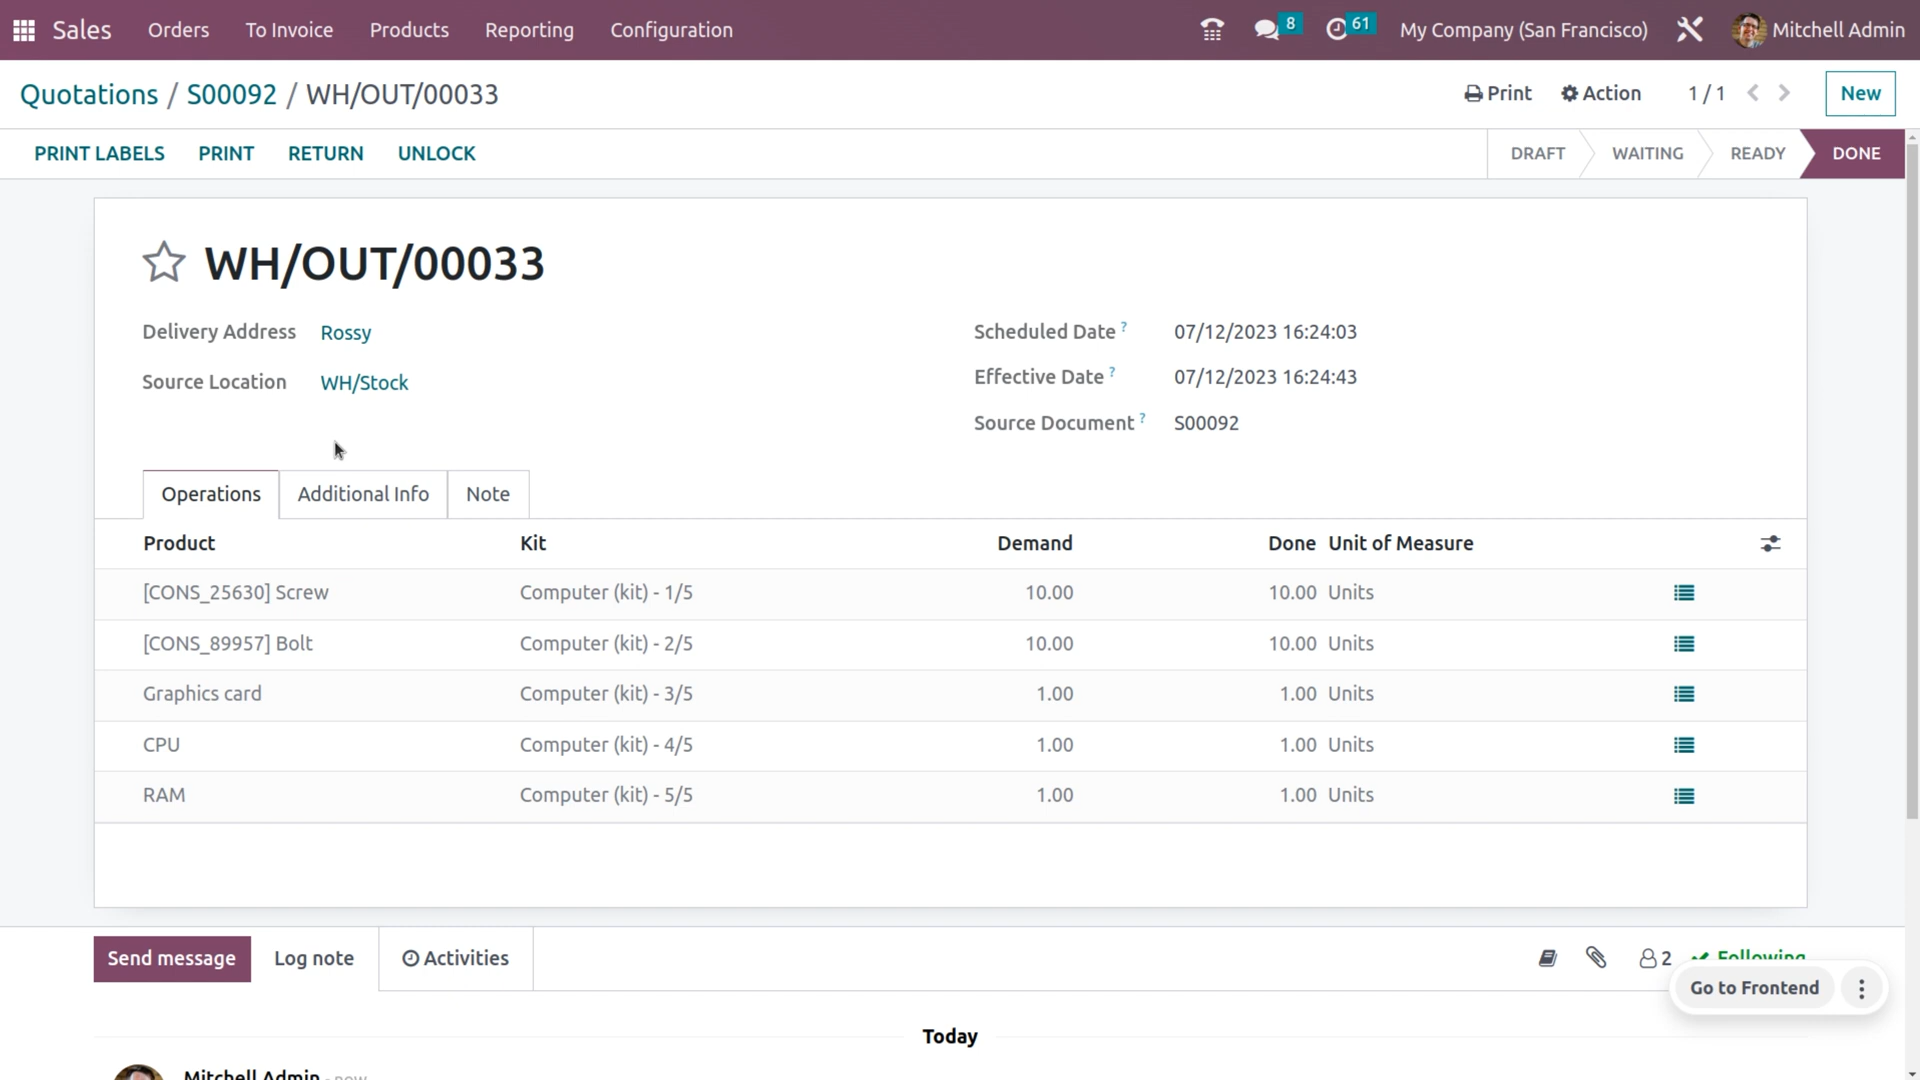 Sales Orders To Invoice Products Reporting Configuration 8 61 My Company (San Francisco) Mitchell Admin
Quotations / S00092 / WH/OUT/00033 Print Action 1 / 1 New
PRINT LABELS PRINT RETURN UNLOCK DRAFT WAITING READY DONE
WH/OUT/00033
Delivery Address Rossy Scheduled Date ? 07/12/2023 16:24:03
Source Location WH/Stock Effective Date ? 07/12/2023 16:24:43
Source Document ? S00092
Operations Additional Info Note
Product Kit Demand Done Unit of Measure
[CONS_25630] Screw Computer (kit) - 1/5 10.00 10.00 Units
[CONS_89957] Bolt Computer (kit) - 2/5 10.00 10.00 Units
Graphics card Computer (kit) - 3/5 1.00 1.00 Units
CPU Computer (kit) - 4/5 1.00 1.00 Units
RAM Computer (kit) - 5/5 1.00 1.00 Units
Send message Log note Activities 2 Following
Go to Frontend
Today
Mitchell Admin - now